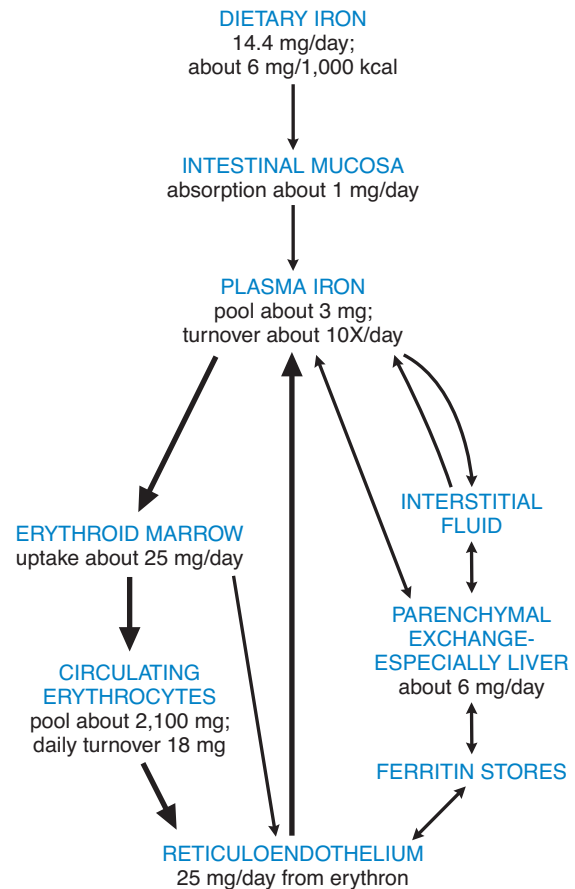 DIETARY IRON
14.4 mg/day;
about 6 mg/1,000 kcal
INTESTINAL MUCOSA
absorption about 1 mg/day
PLASMA IRON
pool about 3 mg;
turnover about 10X/day
ERYTHROID MARROW
uptake about 25 mg/day
CIRCULATING
ERYTHROCYTES
pool about 2,100 mg;
daily turnover 18 mg
INTERSTITIAL
FLUID
PARENCHYMAL
EXCHANGE-
ESPECIALLY LIVER
about 6 mg/day
FERRITIN STORES
RETICULOENDOTHELIUM
25 mg/day from erythron